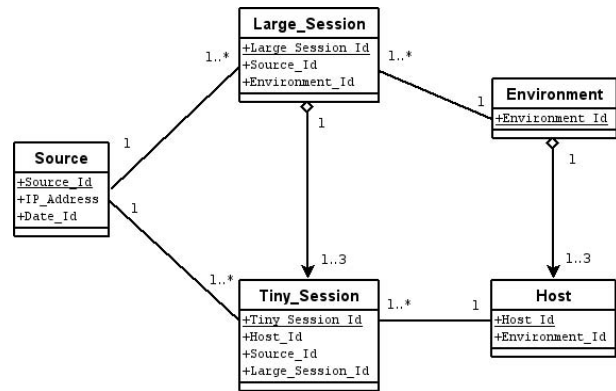 Large_Session
+Large_Session_Id
+Source_Id
+Environment_Id
1..*
1..*
1
1
Environment
+Environment_Id
1
Source
+Source_Id
+IP_Address
+Date_Id
1
1
1..*
1..3
1..3
Tiny_Session
+Tiny_Session_Id
+Host_Id
+Source_Id
+Large_Session_Id
1..*
1
Host
+Host_Id
+Environment_Id